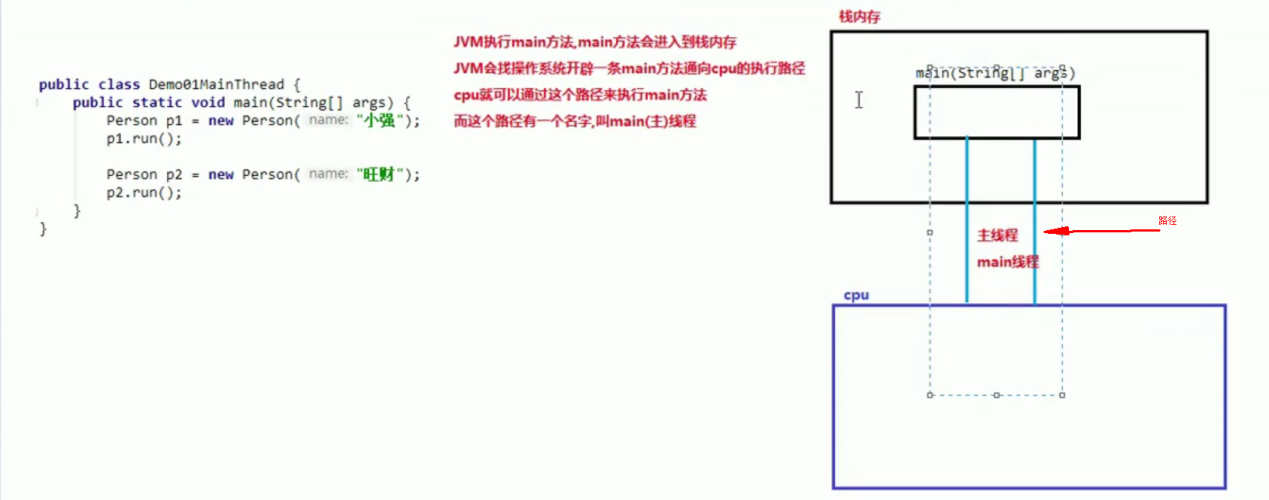 public class Demo01MainThread {
public static void main(String[] args) {
Person p1 = new Person( name: "小强");
p1.run();
Person p2 = new Person( name: "旺财");
p2.run();
}
}
JVM执行main方法,main方法会进入到栈内存
JVM会找操作系统开辟一条main方法通向cpu的执行路径
cpu就可以通过这个路径来执行main方法
而这个路径有一个名字,叫main(主)线程
栈内存
main(String[] args)
主线程
main线程
路径
cpu